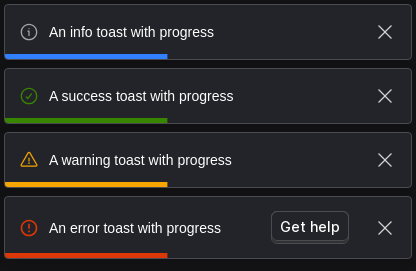 An info toast with progress
A success toast with progress
A warning toast with progress
An error toast with progress Get help